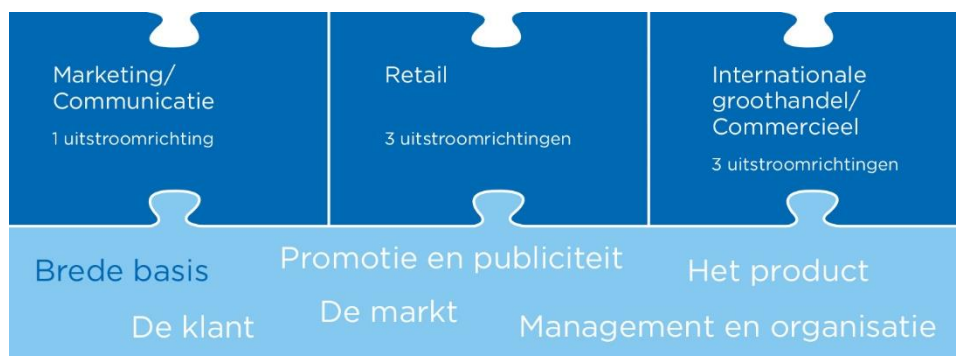 Marketing/
Communicatie
1 uitstroomrichting
Retail
3 uitstroomrichtingen
Internationale
groothandel/
Commercieel
3 uitstroomrichtingen
Brede basis
Promotie en publiciteit
Het product
De klant
De markt
Management en organisatie